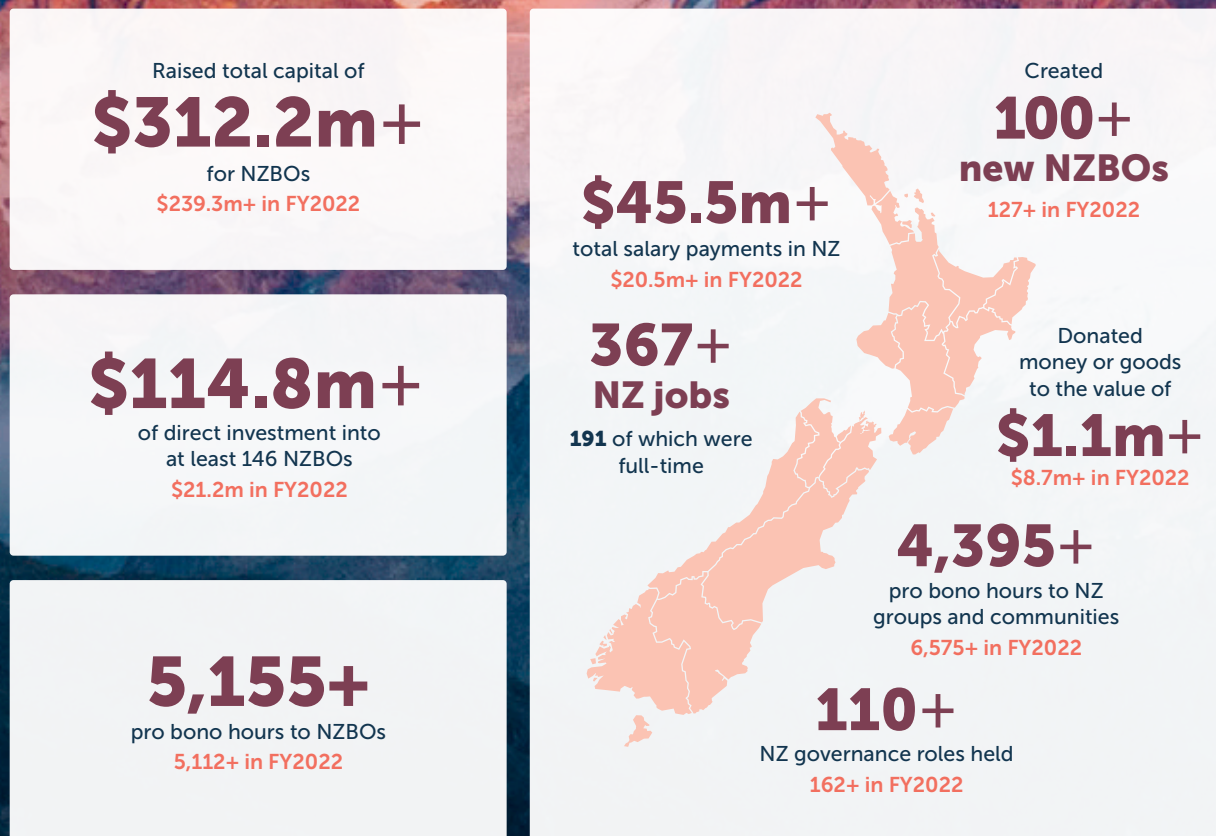 Raised total capital of
$312.2m+
for NZBOs
$239.3m+ in FY2022
$114.8m+
of direct investment into
at least 146 NZBOs
$21.2m in FY2022
5,155+
pro bono hours to NZBOs
5,112+ in FY2022
$45.5m+
total salary payments in NZ
$20.5m+ in FY2022
367+
NZ jobs
191 of which were
full-time
Created
100+
new NZBOs
127+ in FY2022
Donated
money or goods
to the value of
$1.1m+
$8.7m+ in FY2022
4,395+
pro bono hours to NZ
groups and communities
6,575+ in FY2022
110+
NZ governance roles held
162+ in FY2022